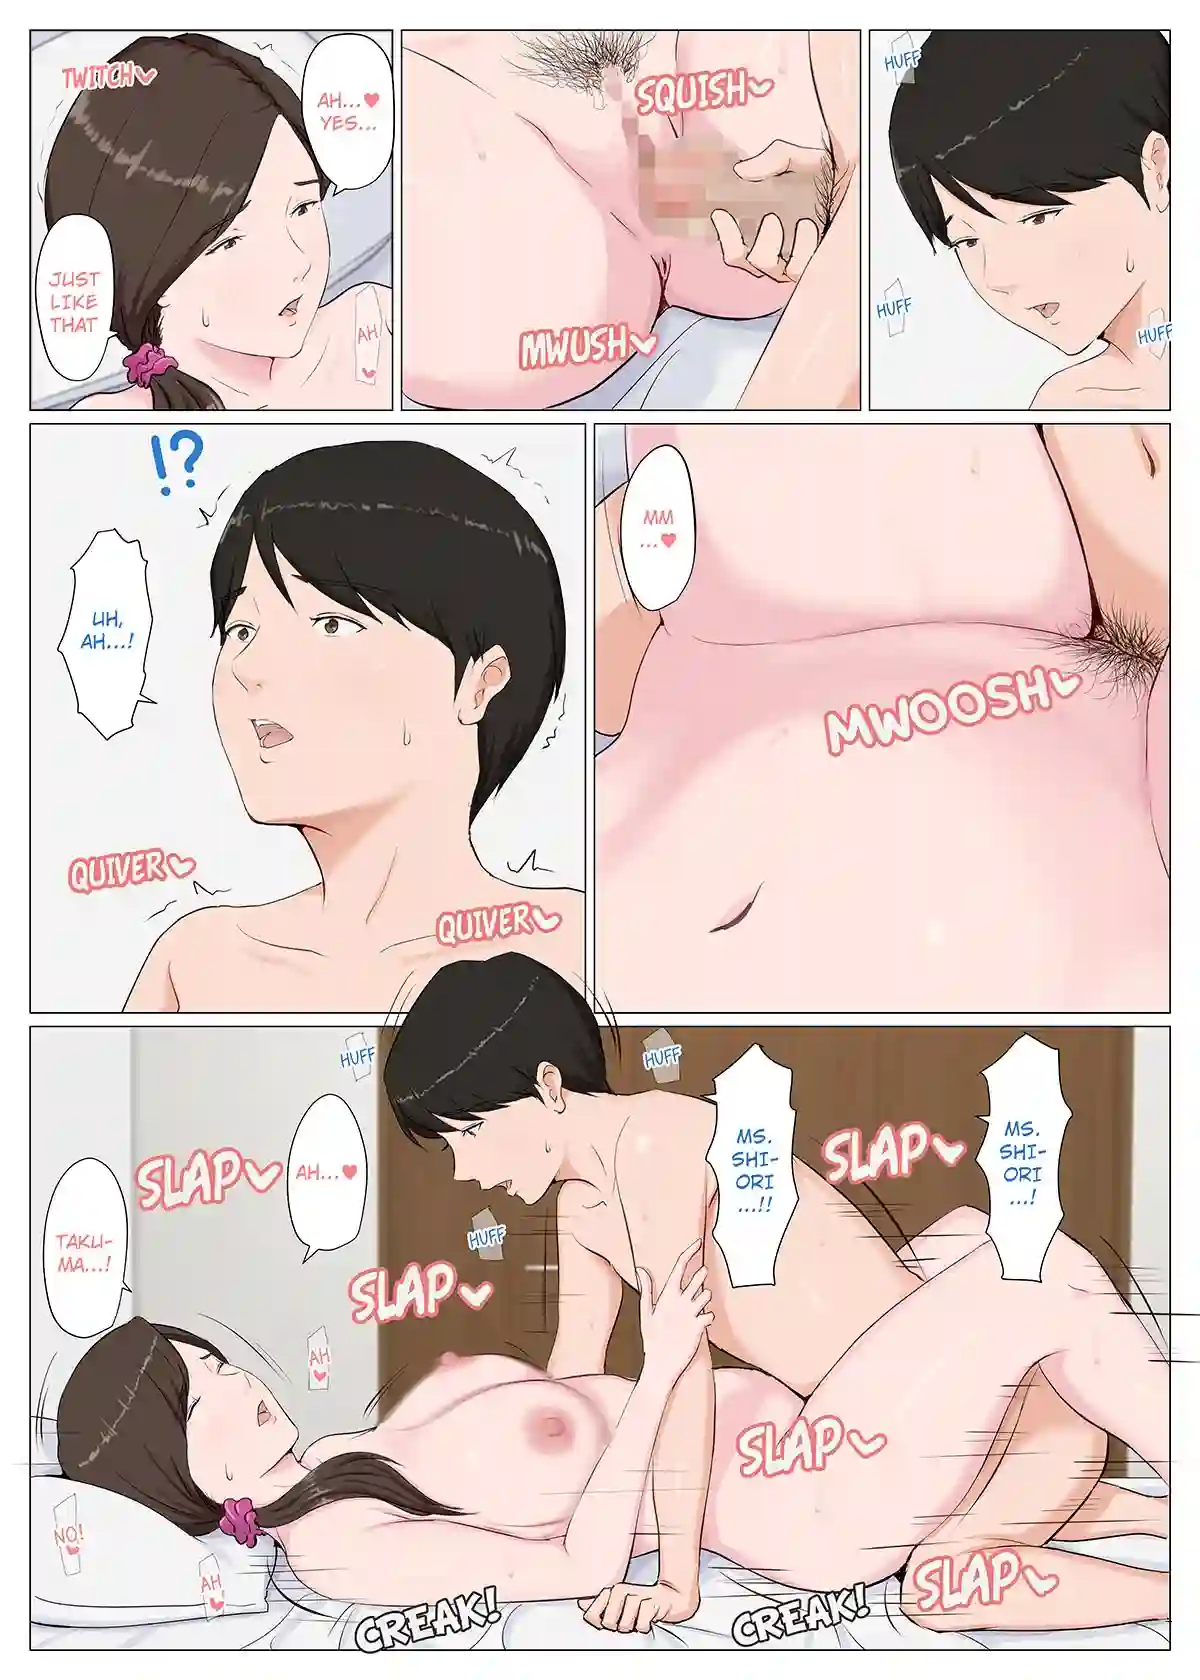 TWITCH
AH...♥
YES...
JUST
LIKE
THAT
AH
SQUISH
MWUSH
HUFF
HUFF
HUFF
!?
UH,
AH...!
QUIVER
QUIVER
MM
...♥
MWOOSH
HUFF
HUFF
MS.
SHI-
ORI
...!
MS.
SHI-
ORI
...!!
SLAP
SLAP
AH...♥
TAKU-
MA...!
HUFF
SLAP
AH
SLAP
NO!
AH
SLAP
CREAK!
CREAK!